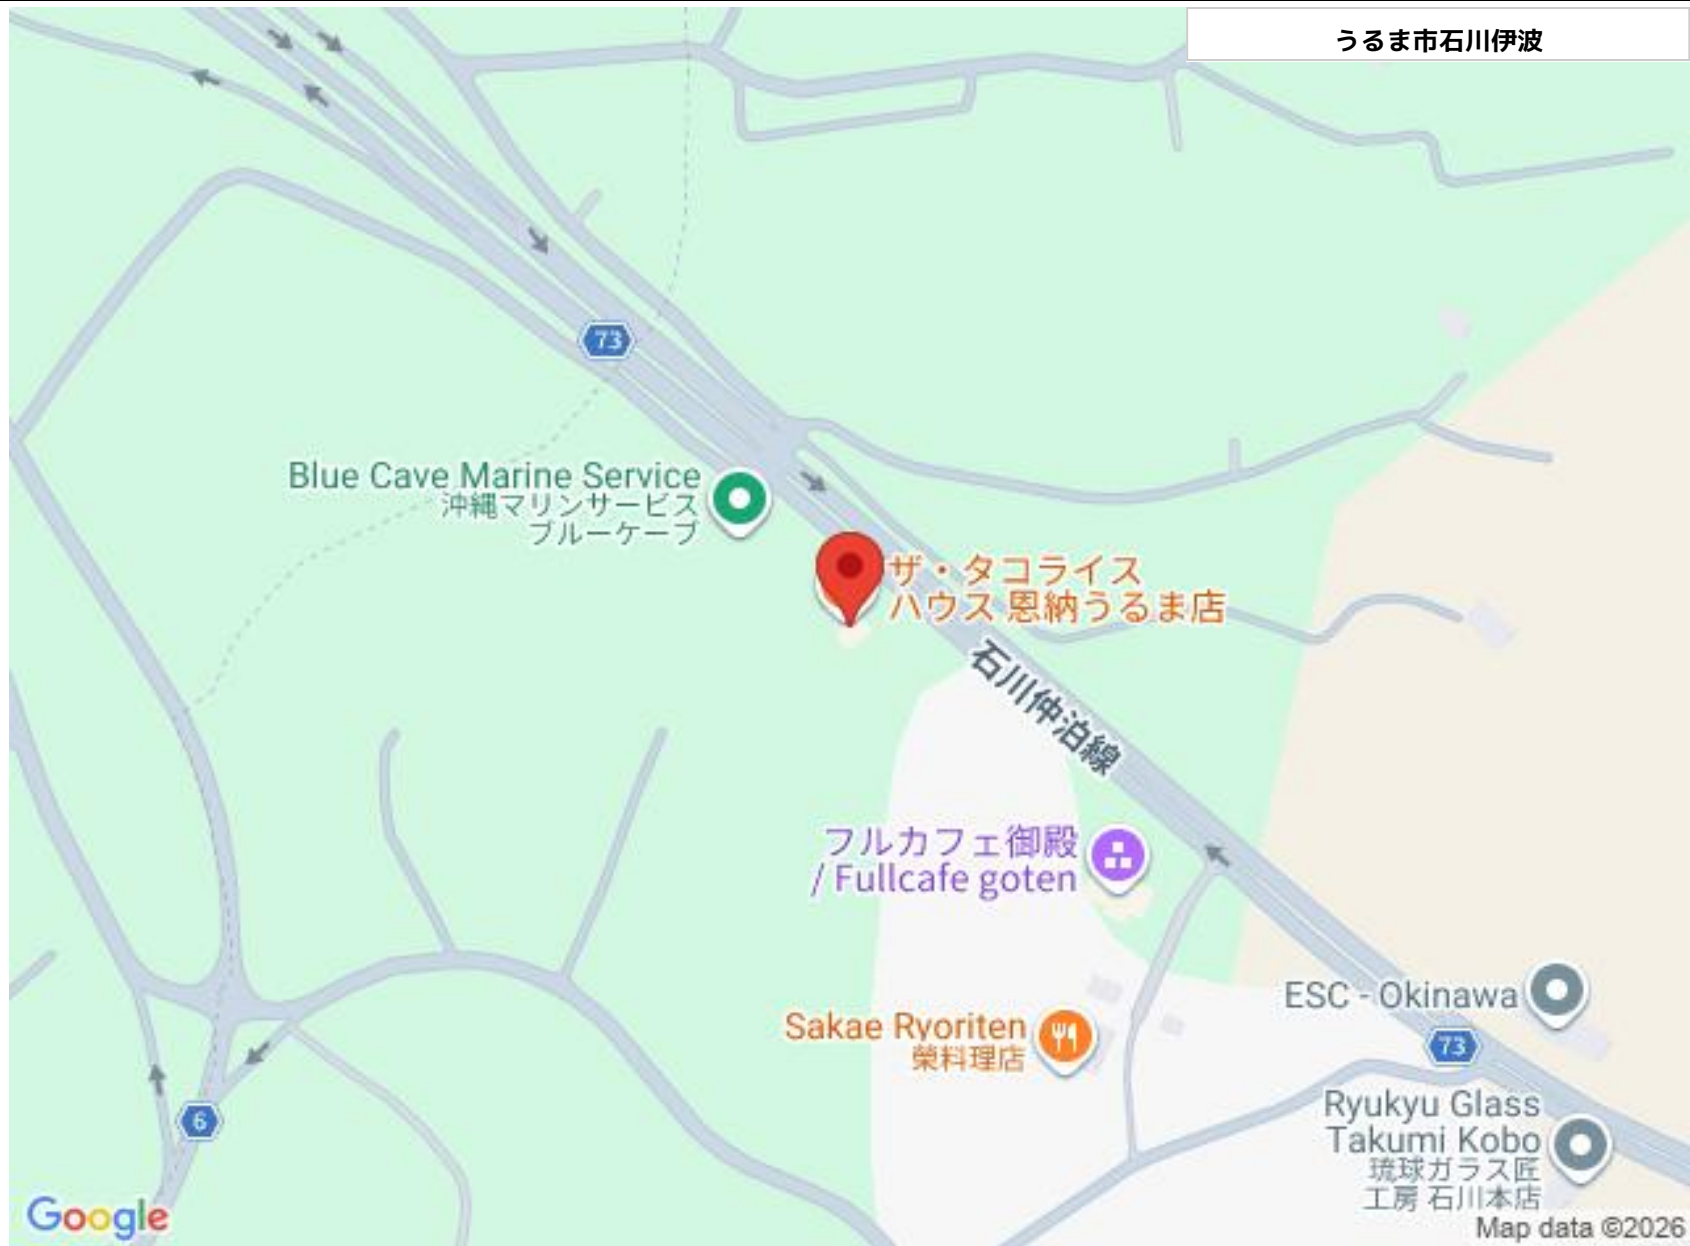 うるま市石川伊波
73
Blue Cave Marine Service
沖縄マリンサービス
ブルーケーブ
ザ・タコライス
ハウス 恩納うるま店
石川仲泊線
フルカフェ御殿
/ Fullcafe goten
ESC - Okinawa
Sakae Ryoriten
榮料理店
73
Ryukyu Glass
Takumi Kobo
琉球ガラス匠
工房 石川本店
6
Google
Map data ©2026